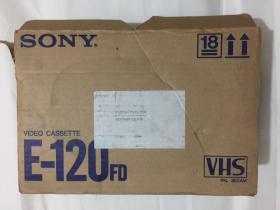 SONY.
18
VIDEO CASSETTE
E-120FD
VHS
PAL SECAM